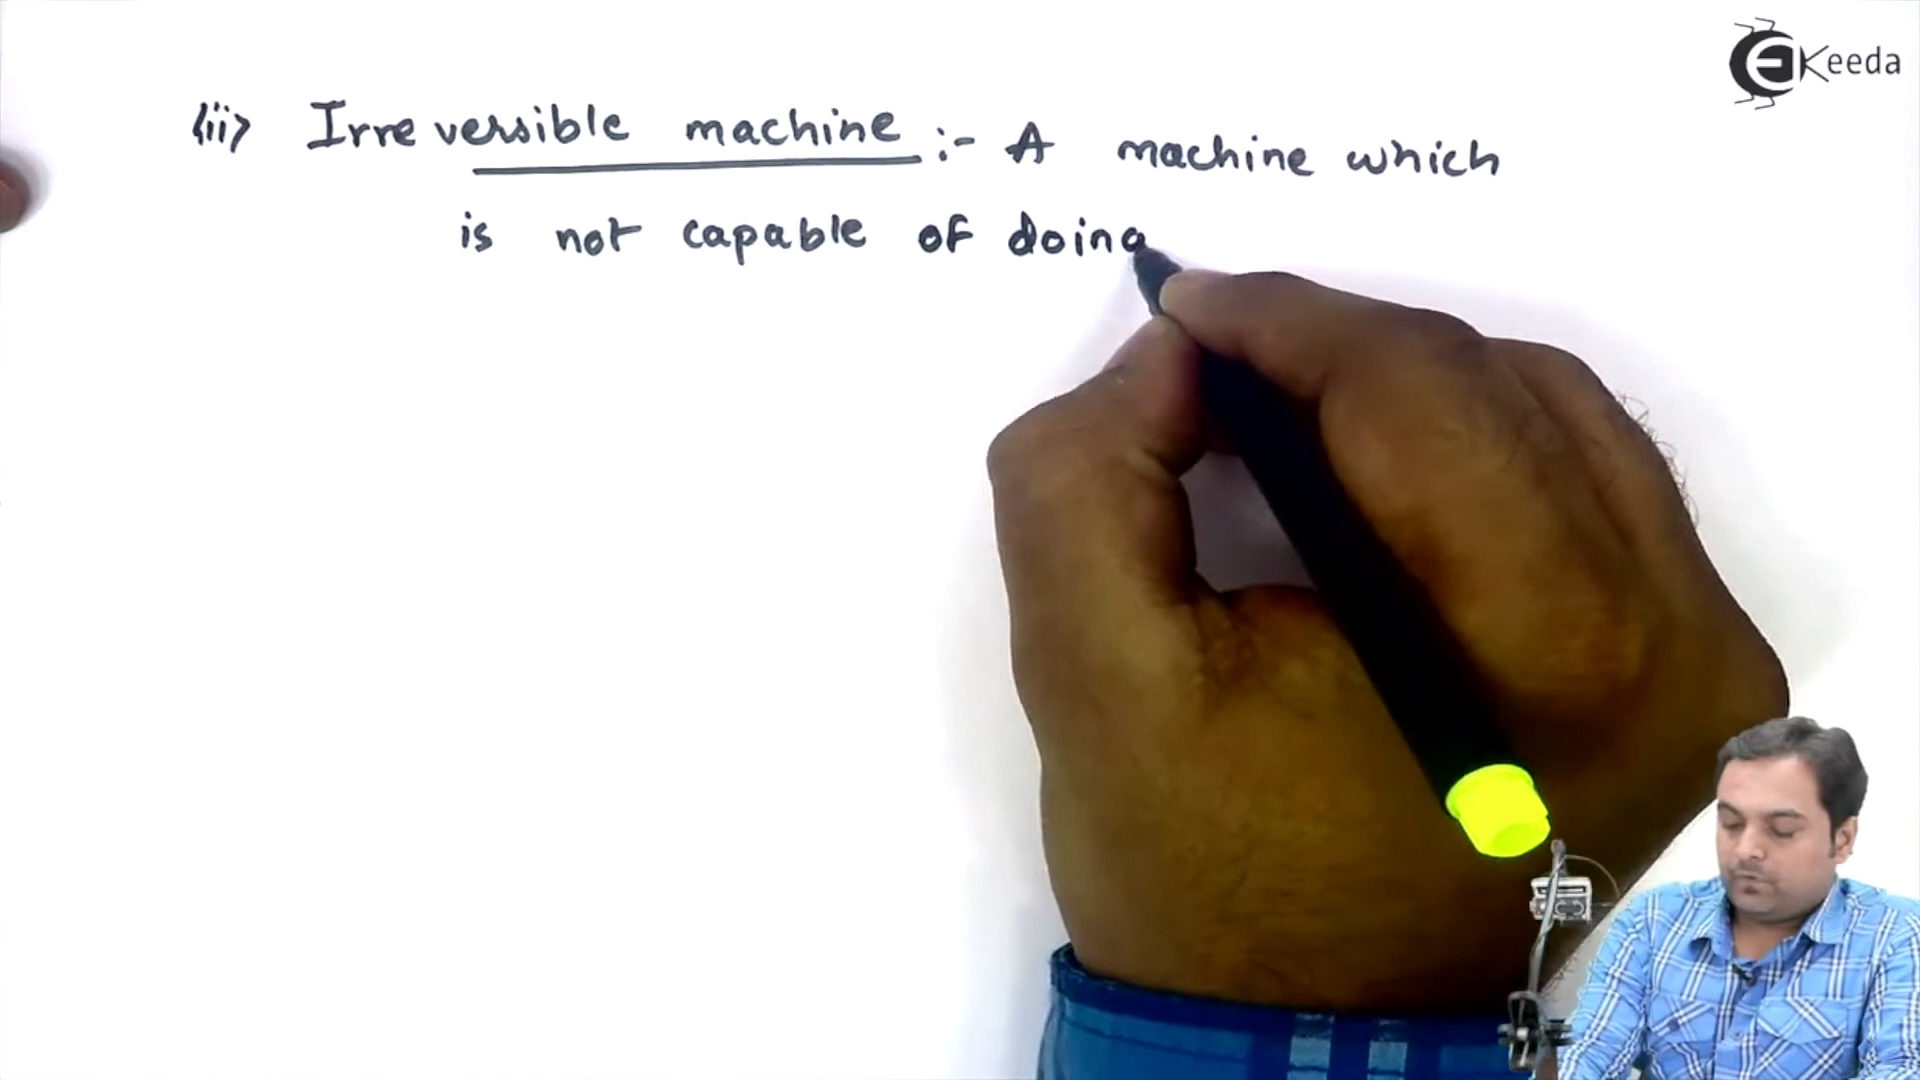 EKeeda
(ii) Irreversible machine :- A machine which
is not capable of doing